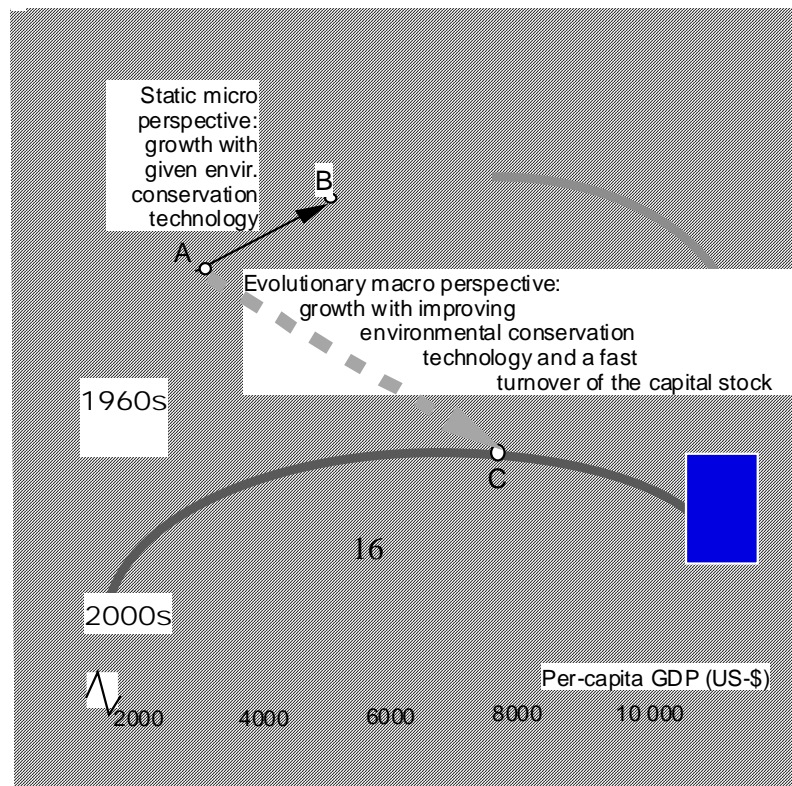 Static micro
perspective:
growth with
given envir.
conservation
technology
B
A
Evolutionary macro perspective:
growth with improving
environmental conservation
technology and a fast
turnover of the capital stock
1960s
C
16
2000s
Per-capita GDP (US-$)
2000 4000 6000 8000 10 000